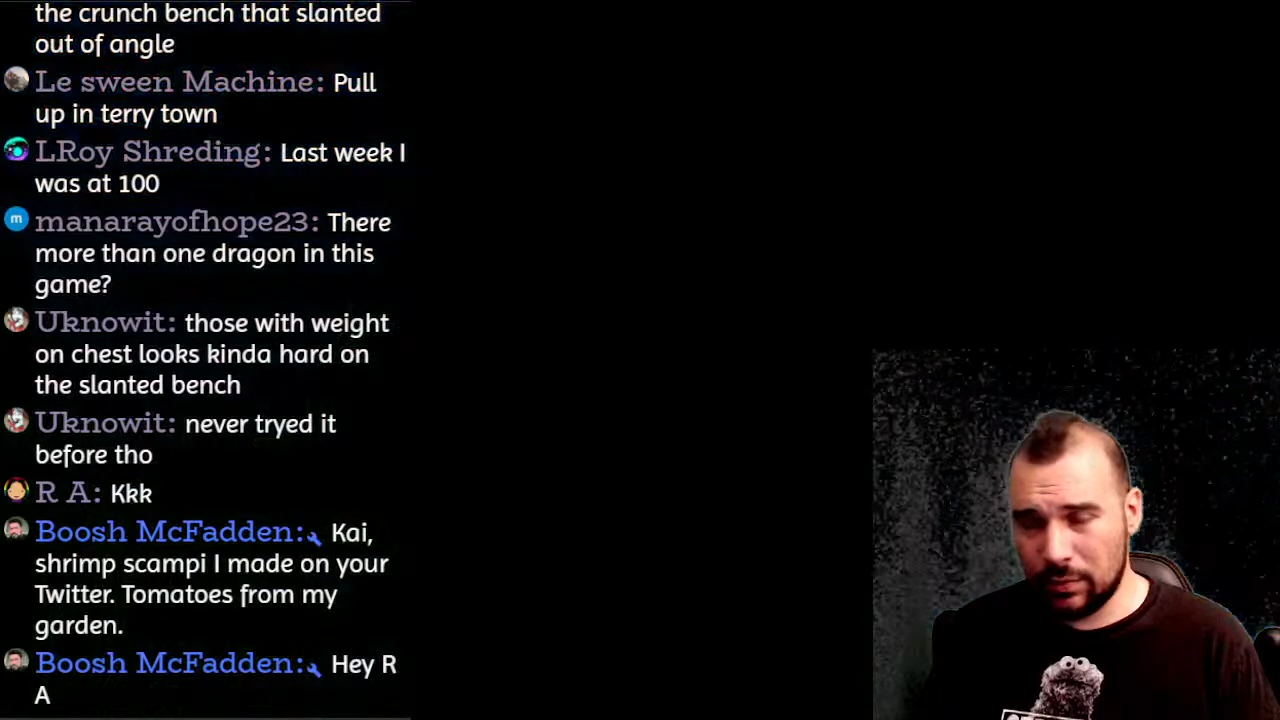 the crunch bench that slanted
out of angle
Le sween Machine: Pull
up in terry town
LRoy Shreding: Last week I
was at 100
m manarayofhope23: There
more than one dragon in this
game?
Uknowit: those with weight
on chest looks kinda hard on
the slanted bench
Uknowit: never tryed it
before tho
R A: Kkk
Boosh McFadden: Kai,
shrimp scampi I made on your
Twitter. Tomatoes from my
garden.
Boosh McFadden: Hey R
A